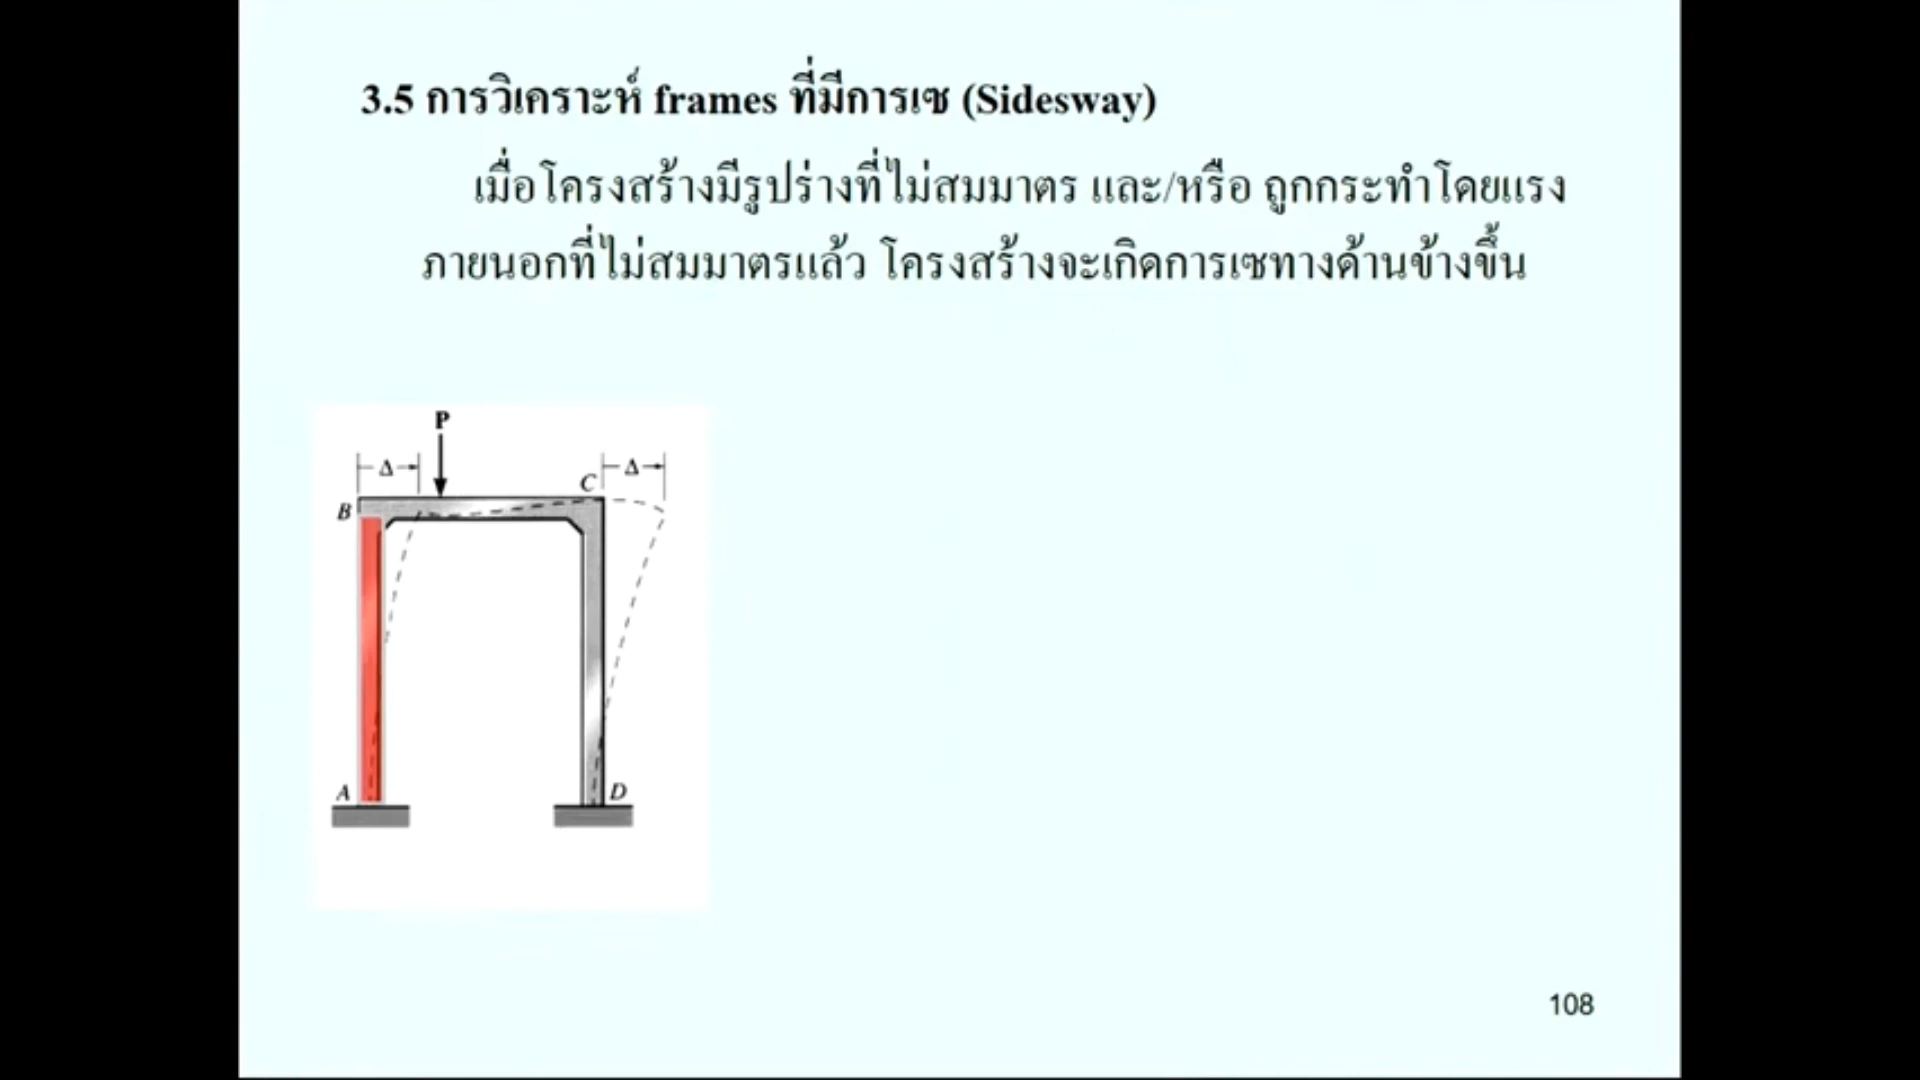 3.5 การวิเคราะห์ frames ที่มีการเซ (Sidesway)
เมื่อโครงสร้างมีรูปร่างที่ไม่สมมาตร และ/หรือ ถูกกระทำโดยแรง
ภายนอกที่ไม่สมมาตรแล้ว โครงสร้างจะเกิดการเซทางด้านข้างขึ้น
P
Δ
Δ
C
B
A
D
108